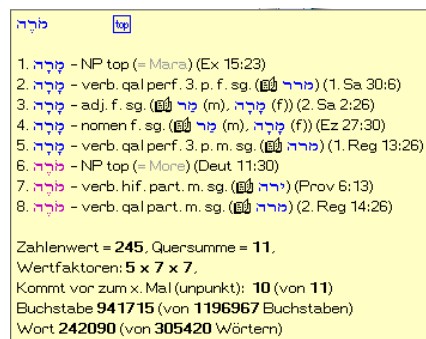 מֹרֶה top
1. מָרָה – NP top (= Mara) (Ex 15:23)
2. מָרָה – verb. qal perf. 3. p. f. sg. (מרר) (1. Sa 30:6)
3. מָרָה – adj. f. sg. (מַר (m), מָרָה (f)) (2. Sa 2:26)
4. מָרָה – nomen f. sg. (מַר (m), מָרָה (f)) (Ez 27:30)
5. מָרָה – verb. qal perf. 3. p. m. sg. (מרה) (1. Reg 13:26)
6. מֹרֶה – NP top (= More) (Deut 11:30)
7. מֹרֶה – verb. hif. part. m. sg. (ירה) (Prov 6:13)
8. מֹרֶה – verb. qal part. m. sg. (מרה) (2. Reg 14:26)
Zahlenwert = 245, Quersumme = 11,
Wertfaktoren: 5 x 7 x 7,
Kommt vor zum x. Mal (unpunkt): 10 (von 11)
Buchstabe 941715 (von 1196967 Buchstaben)
Wort 242090 (von 305420 Wörtern)